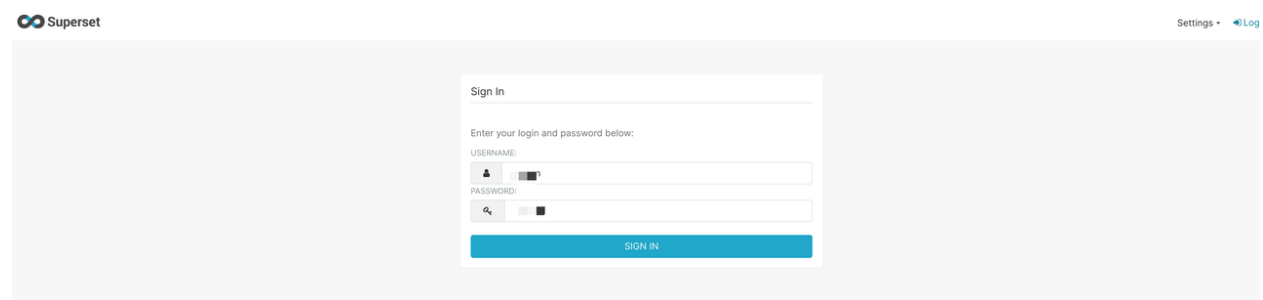 Superset
Settings
Log
Sign In
Enter your login and password below:
USERNAME:
PASSWORD:
SIGN IN